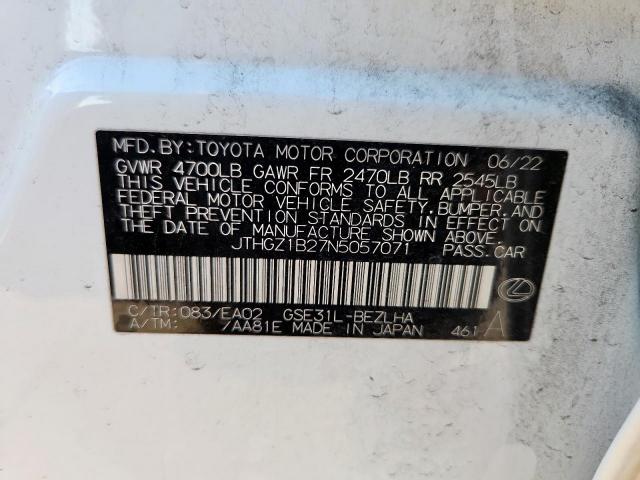 MFD. BY: TOYOTA MOTOR CORPORATION 06/22
GVWR 4700LB GAWR FR 2470LB RR 2545LB
THIS VEHICLE CONFORMS TO ALL APPLICABLE
FEDERAL MOTOR VEHICLE SAFETY, BUMPER, AND
THEFT PREVENTION STANDARDS IN EFFECT ON
THE DATE OF MANUFACTURE SHOWN ABOVE.
JTHGZ1B27N5057071 PASS. CAR
C/TR: 083/EA02 GSE31L-BEZLHA
A/TM: /AA81E MADE IN JAPAN 461 A